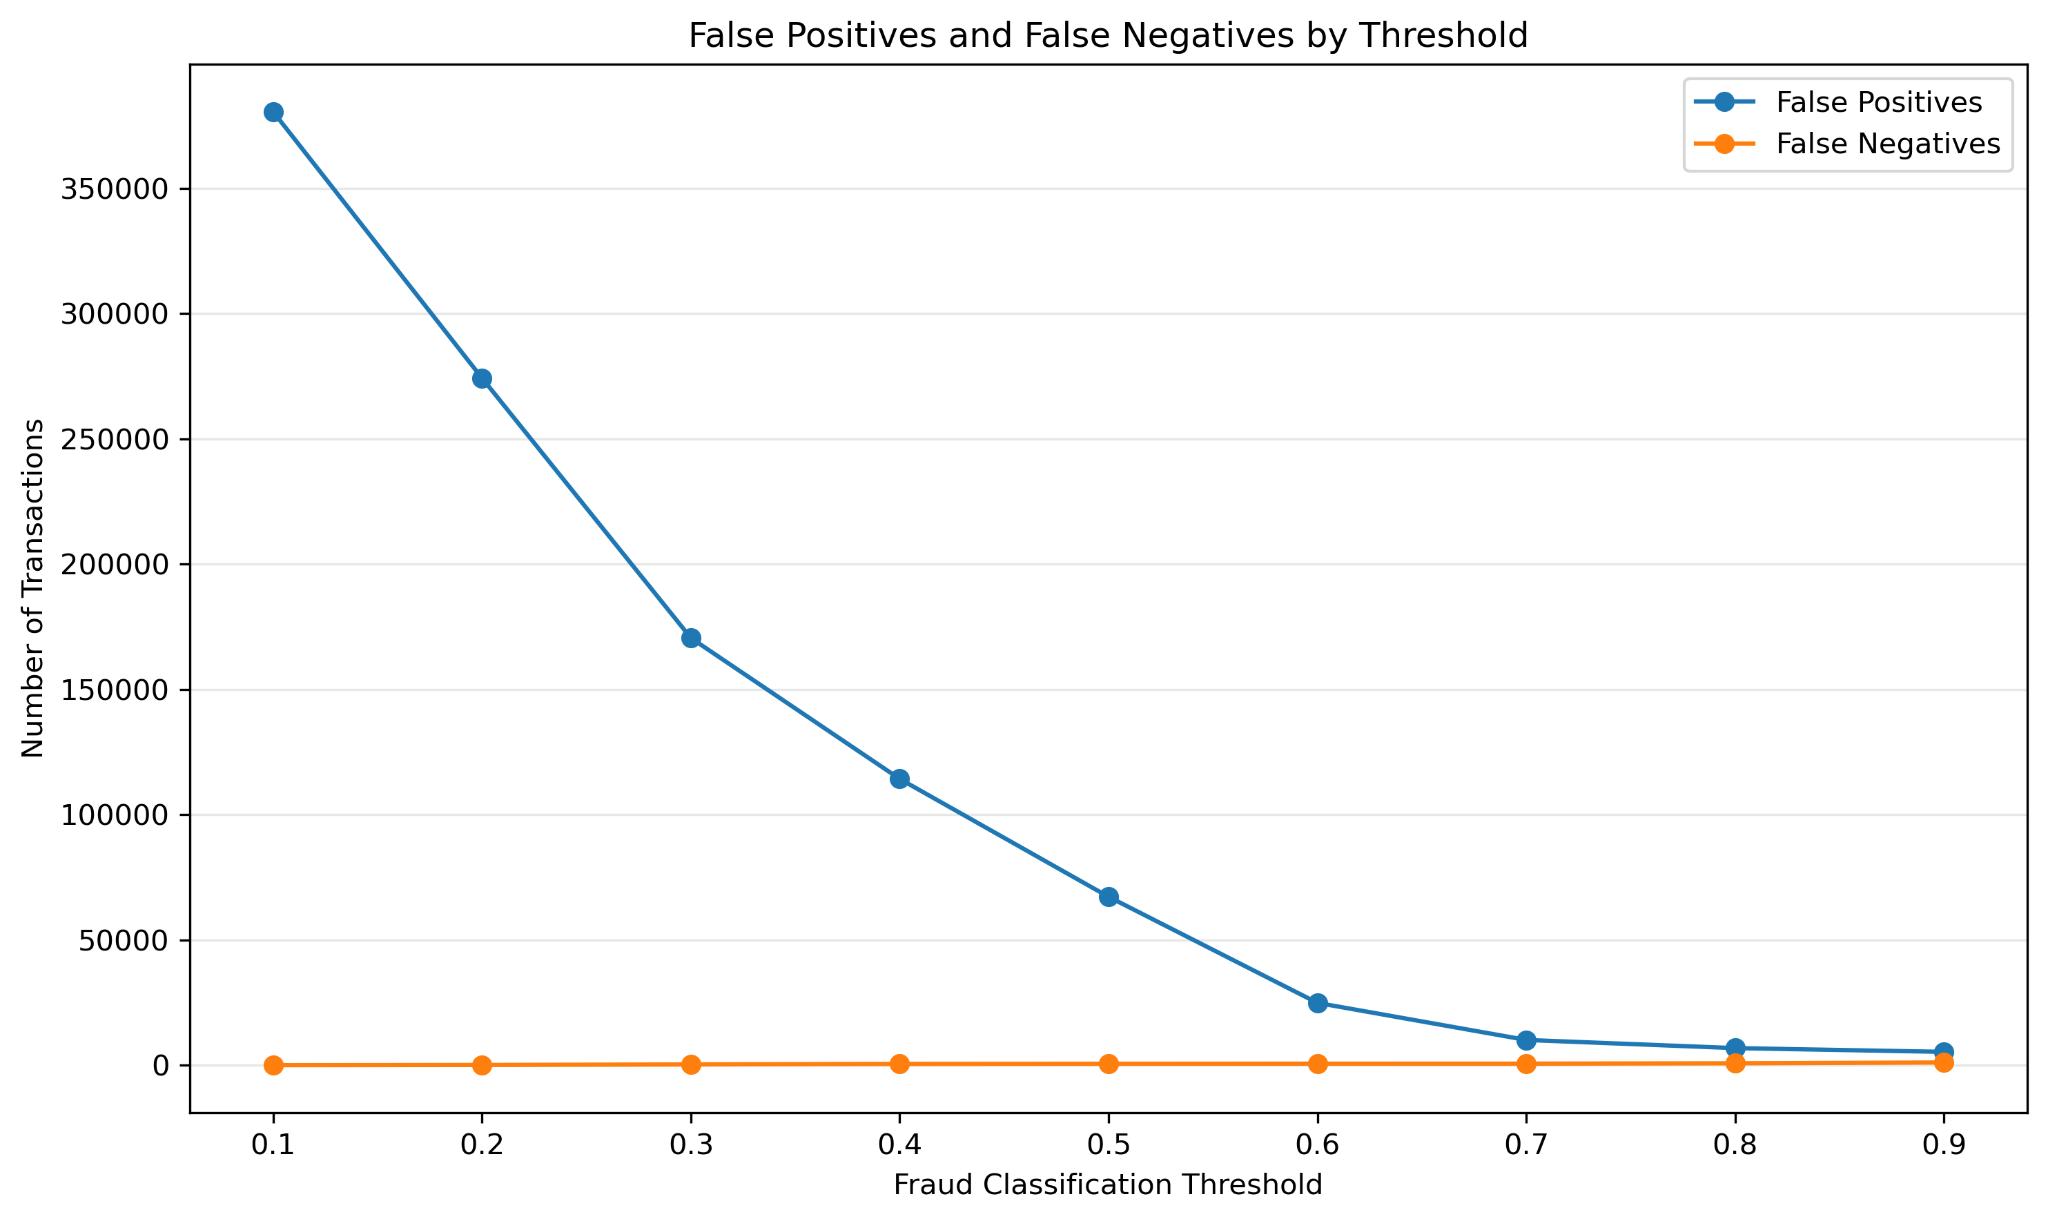 False Positives and False Negatives by Threshold
False Positives
False Negatives
Number of Transactions
350000
300000
250000
200000
150000
100000
50000
0
0.1 0.2 0.3 0.4 0.5 0.6 0.7 0.8 0.9
Fraud Classification Threshold